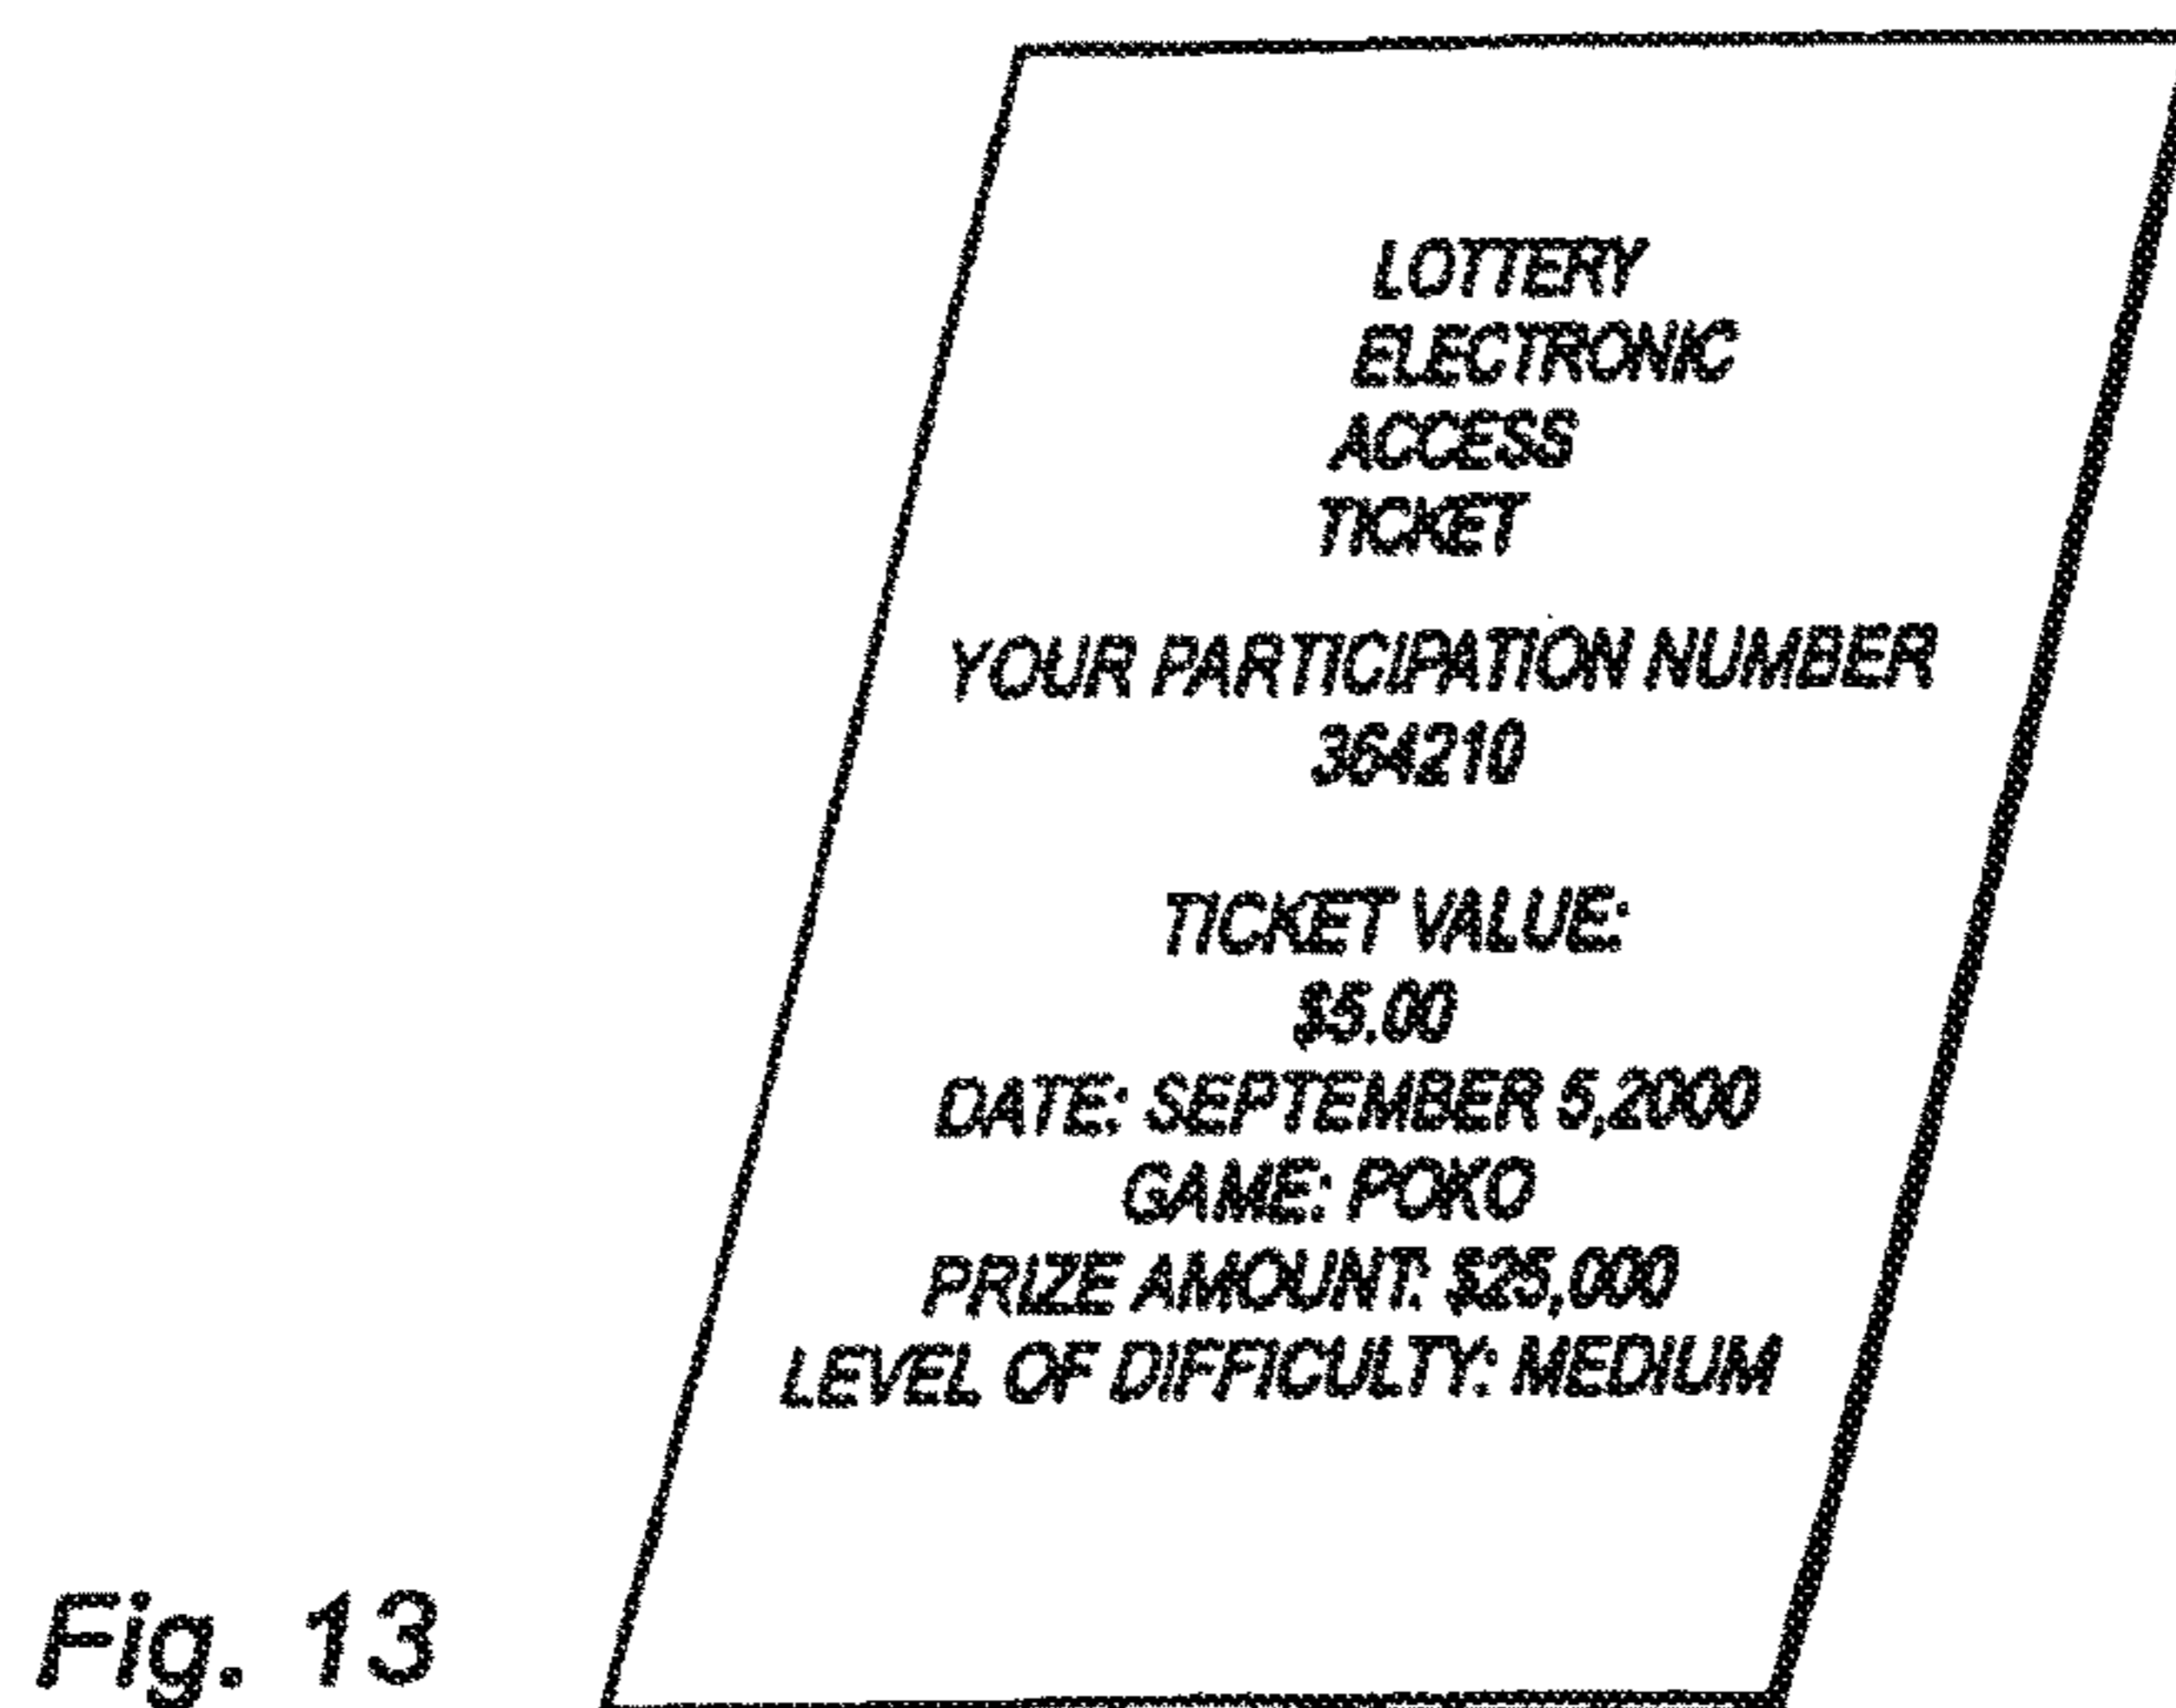 LOTTERY
ELECTRONIC
ACCESS
TICKET
YOUR PARTICIPATION NUMBER
364210
TICKET VALUE:
$5.00
DATE: SEPTEMBER 5,2000
GAME: POKO
PRIZE AMOUNT: $25,000
LEVEL OF DIFFICULTY: MEDIUM
Fig. 13